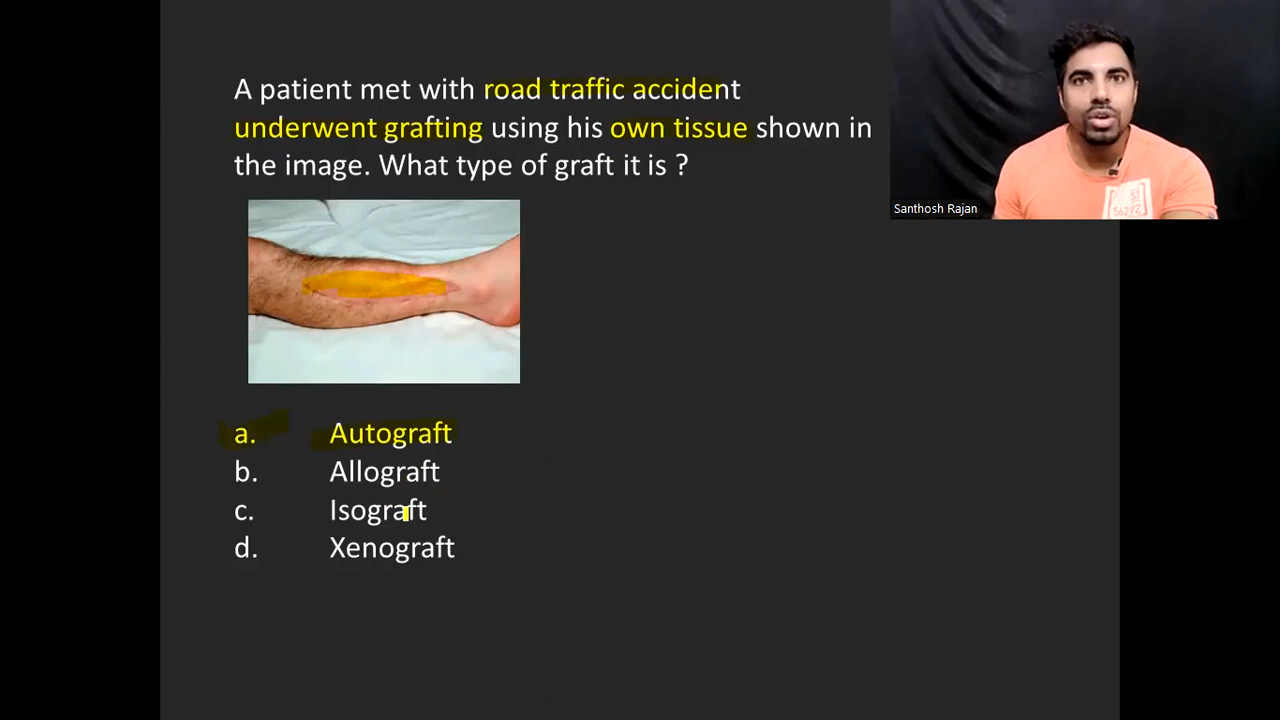 A patient met with road traffic accident
underwent grafting using his own tissue shown in
the image. What type of graft it is ?
Santhosh Rajan
a. Autograft
b. Allograft
c. Isograft
d. Xenograft